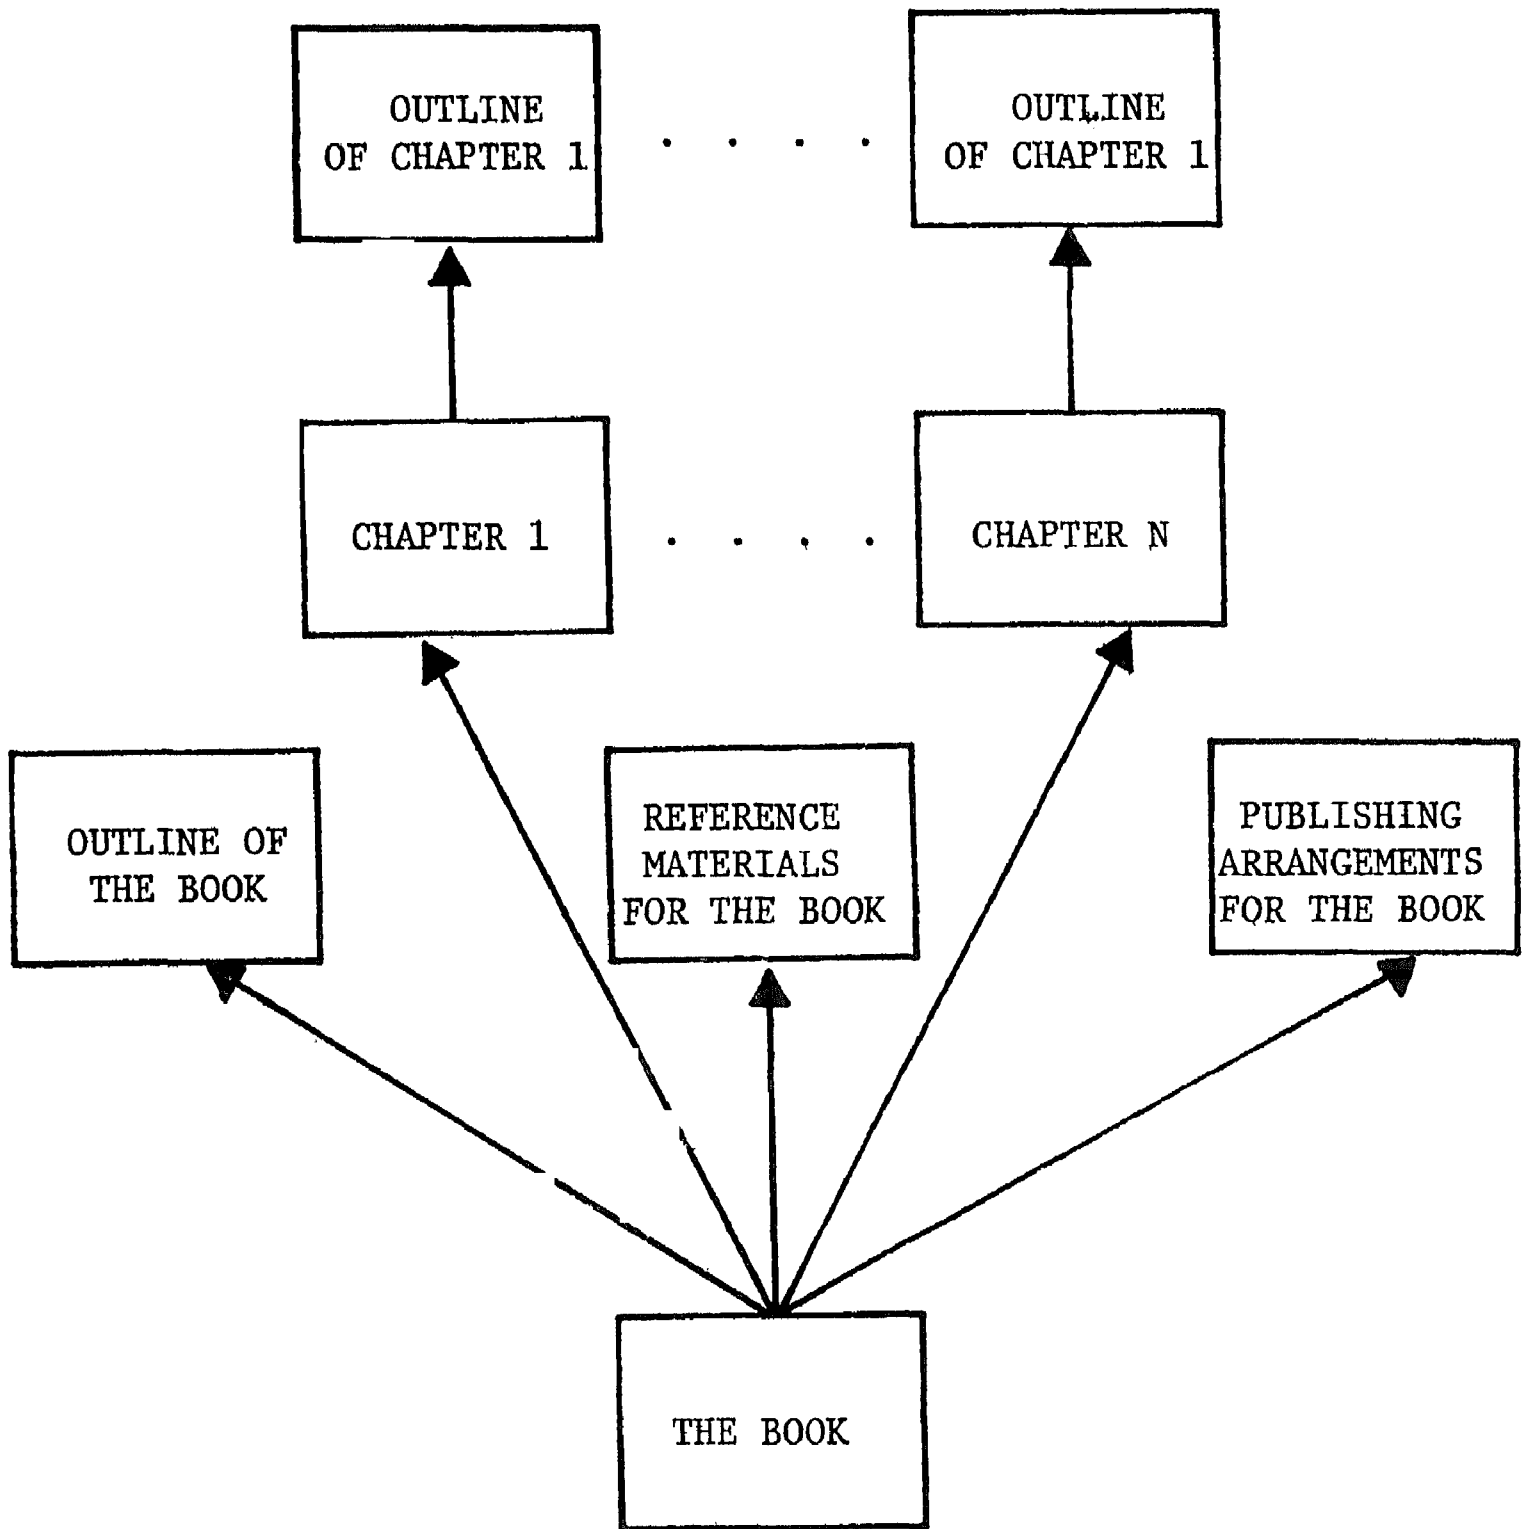 OUTLINE
OF CHAPTER 1
. . . .
OUTLINE
OF CHAPTER 1
CHAPTER 1
. . . .
CHAPTER N
OUTLINE OF
THE BOOK
REFERENCE
MATERIALS
FOR THE BOOK
PUBLISHING
ARRANGEMENTS
FOR THE BOOK
THE BOOK